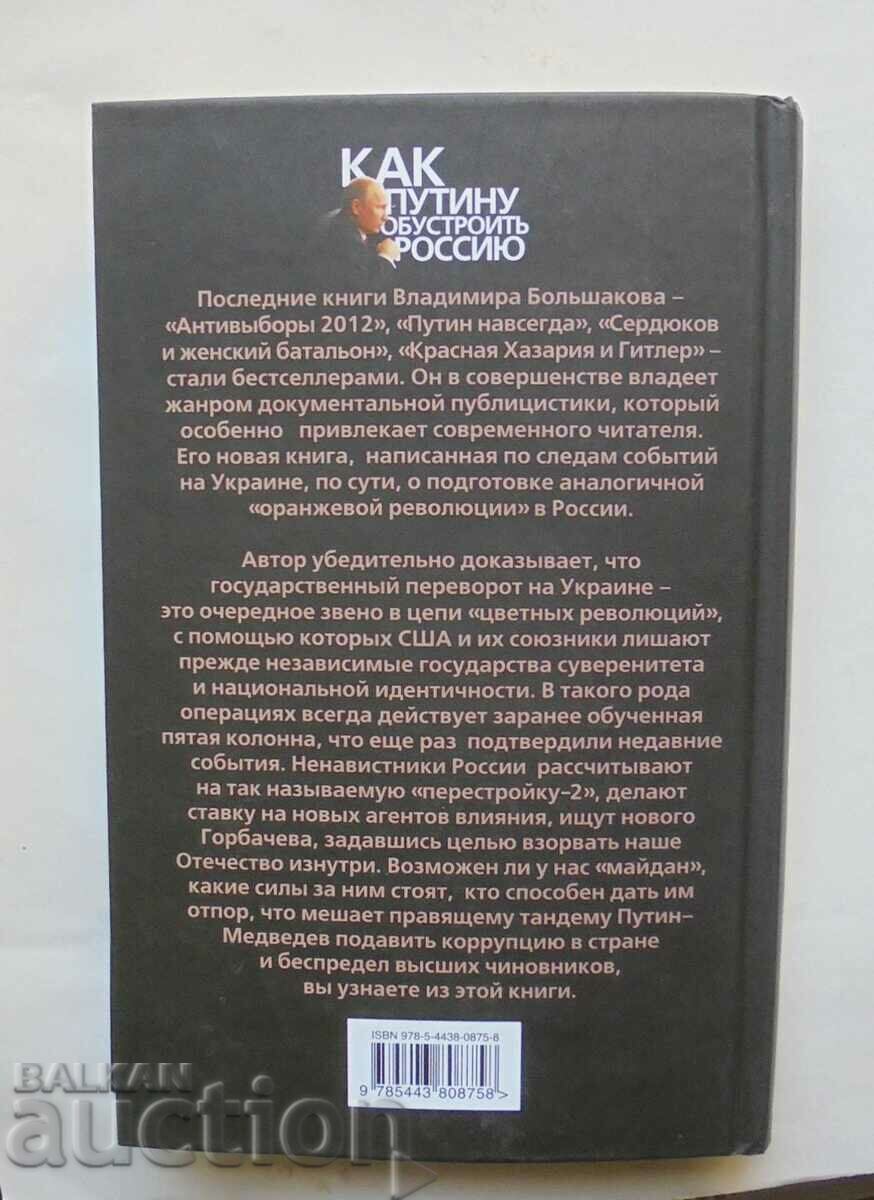 КАК
ПУТИНУ
ОБУСТРОИТЬ
РОССИЮ
Последние книги Владимира Большакова –
«Антивыборы 2012», «Путин навсегда», «Сердюков
и женский батальон», «Красная Хазария и Гитлер» –
стали бестселлерами. Он в совершенстве владеет
жанром документальной публицистики, который
особенно привлекает современного читателя.
Его новая книга, написанная по следам событий
на Украине, по сути, о подготовке аналогичной
«оранжевой революции» в России.
Автор убедительно доказывает, что
государственный переворот на Украине –
это очередное звено в цепи «цветных революций»,
с помощью которых США и их союзники лишают
прежде независимые государства суверенитета
и национальной идентичности. В такого рода
операциях всегда действует заранее обученная
пятая колонна, что еще раз подтвердили недавние
события. Ненавистники России рассчитывают
на так называемую «перестройку–2», делают
ставку на новых агентов влияния, ищут нового
Горбачева, задавшись целью взорвать наше
Отечество изнутри. Возможен ли у нас «майдан»,
какие силы за ним стоят, кто способен дать им
отпор, что мешает правящему тандему Путин–
Медведев подавить коррупцию в стране
и беспредел высших чиновников,
вы узнаете из этой книги.
ISBN 978-5-4438-0875-8
9 785443 808758 >
BALKAN
auction